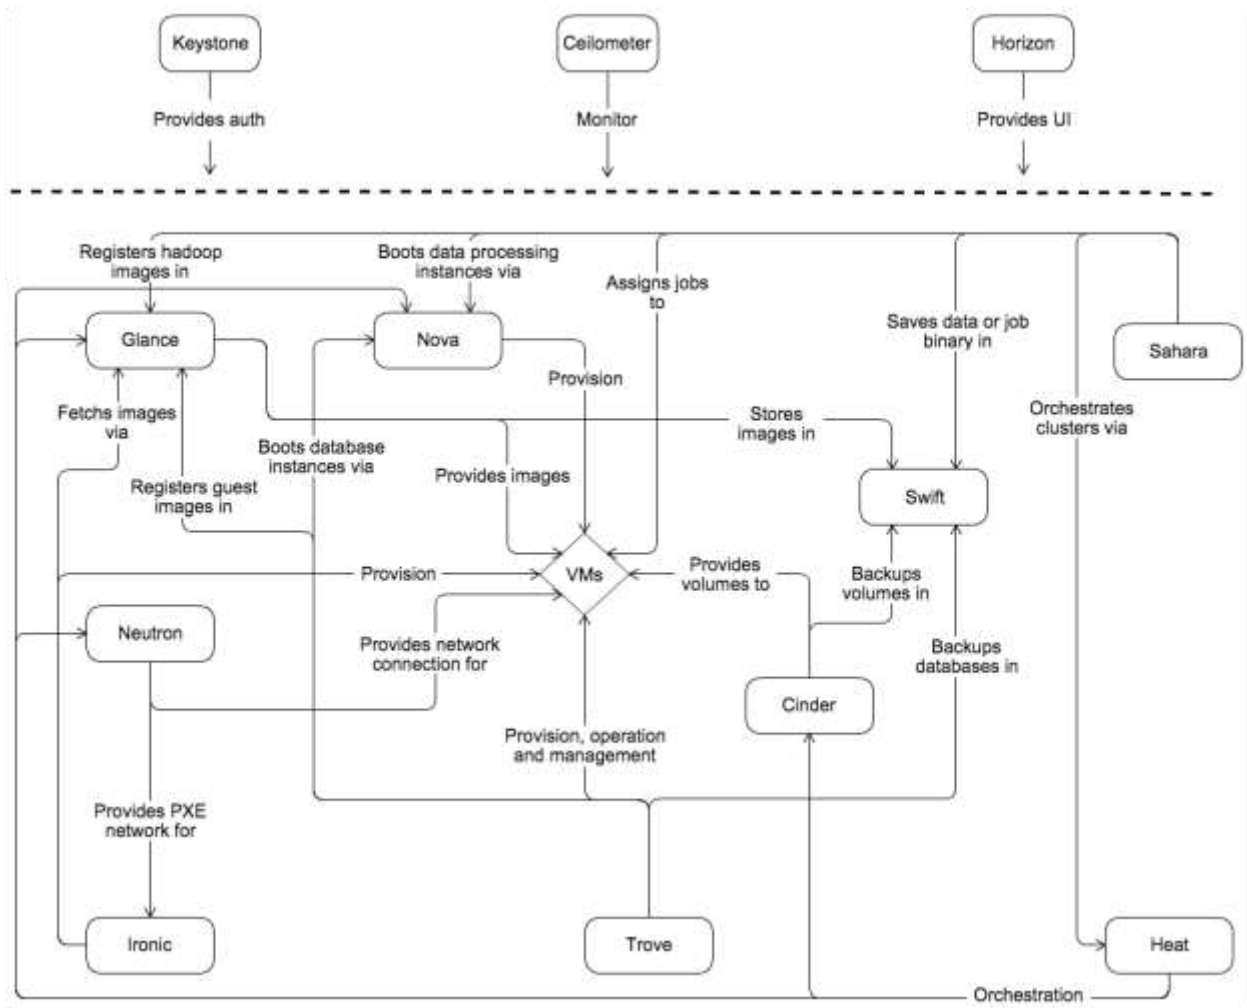 Keystone
Ceilometer
Horizon
Provides auth
Monitor
Provides UI
Registers hadoop
images in
Boots data processing
instances via
Assigns jobs
to
Saves data or job
binary in
Glance
Nova
Sahara
Provision
Fetchs images
via
Stores
images in
Orchestrates
clusters via
Boots database
instances via
Provides images
Registers guest
images in
Swift
Provision
VMs
Provides
volumes to
Backups
volumes in
Neutron
Provides network
connection for
Backups
databases in
Cinder
Provision, operation
and management
Provides PXE
network for
Ironic
Trove
Heat
Orchestration